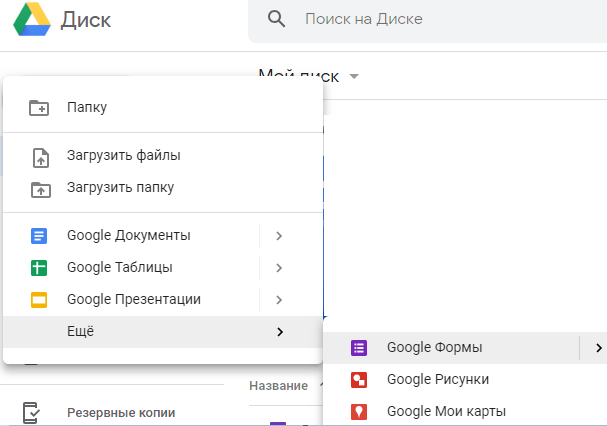 Диск
Поиск на Диске
Мой диск
Папку
Загрузить файлы
Загрузить папку
Google Документы
Google Таблицы
Google Презентации
Ещё
Google Формы
Google Рисунки
Google Мои карты
Название
Резервные копии